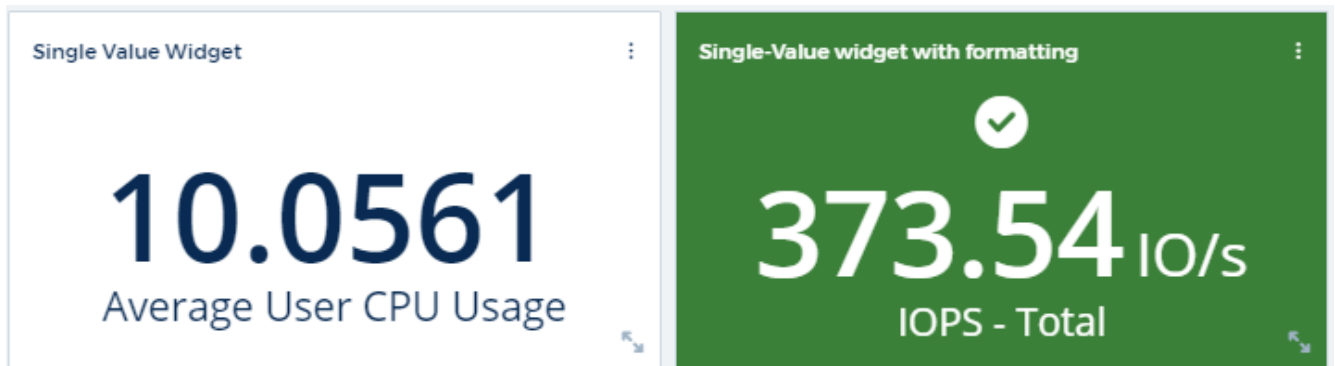 Single Value Widget
10.0561
Average User CPU Usage
Single-Value widget with formatting
373.54 IO/s
IOPS - Total